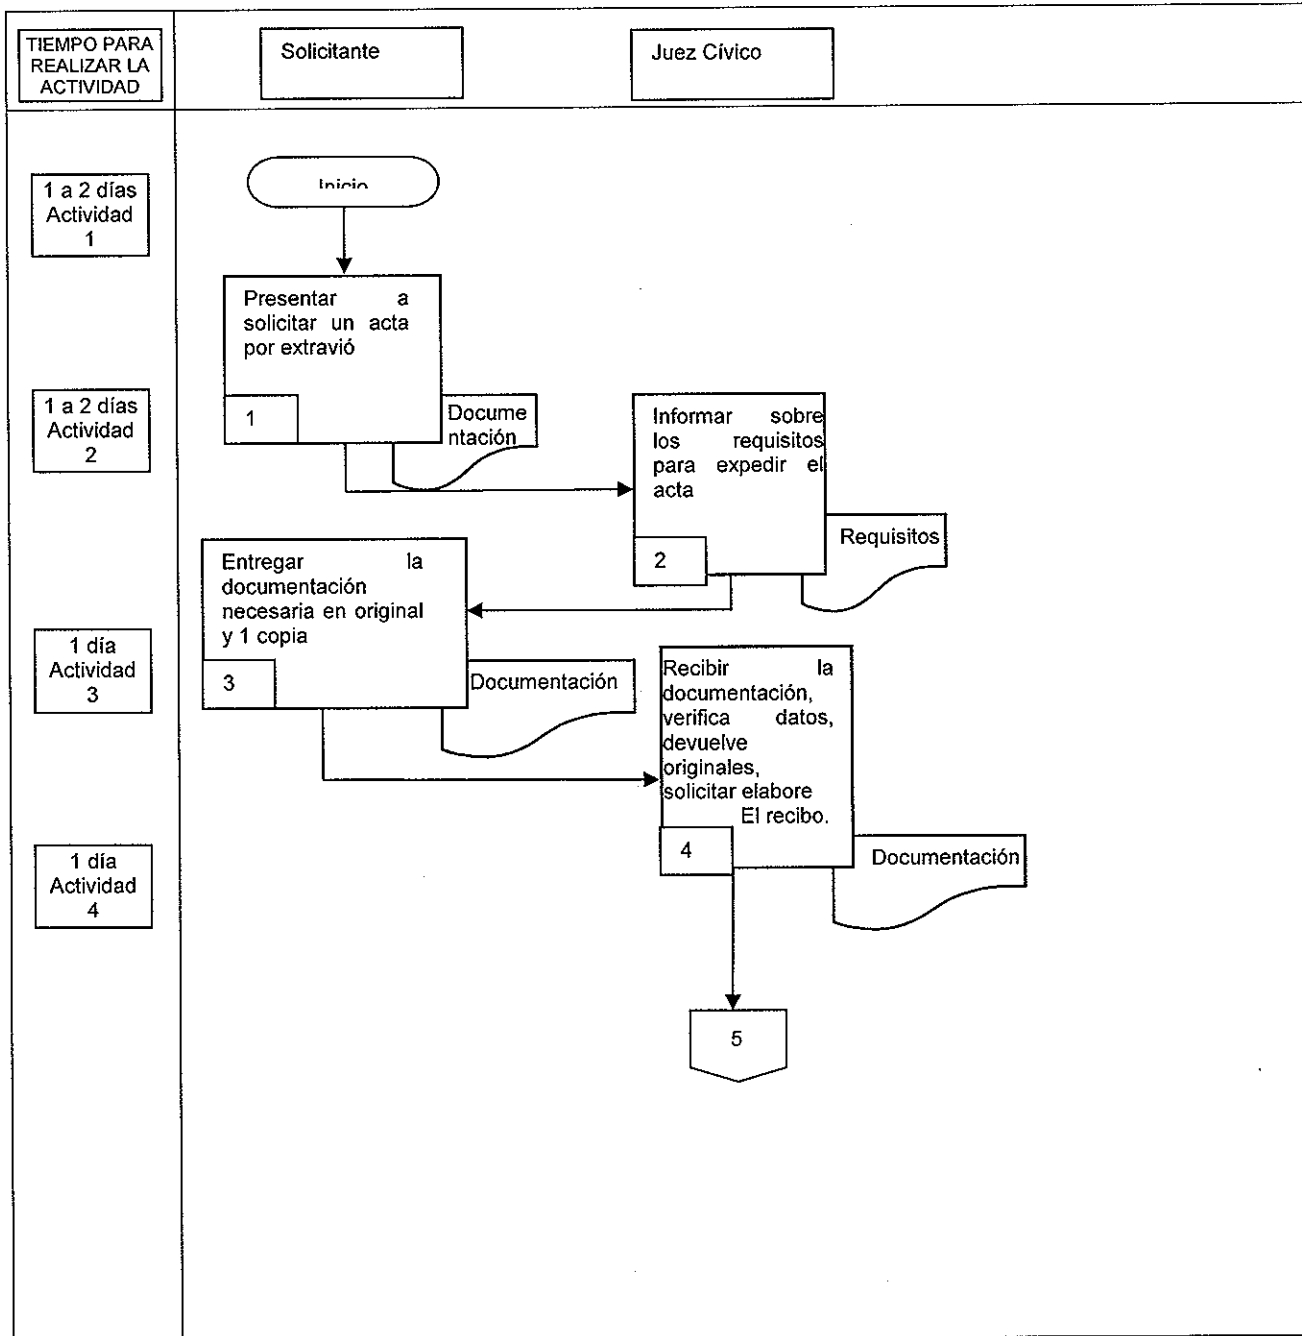 TIEMPO PARA
REALIZAR LA
ACTIVIDAD
Solicitante
Juez Cívico
1 a 2 días
Actividad
1
Inicio
Presentar a
solicitar un acta
por extravió
1
Docume
ntación
1 a 2 días
Actividad
2
Informar sobre
los requisitos
para expedir el
acta
2
Requisitos
Entregar la
documentación
necesaria en original
y 1 copia
3
Documentación
1 día
Actividad
3
Recibir la
documentación,
verifica datos,
devuelve
originales,
solicitar elabore
El recibo.
4
Documentación
1 día
Actividad
4
5